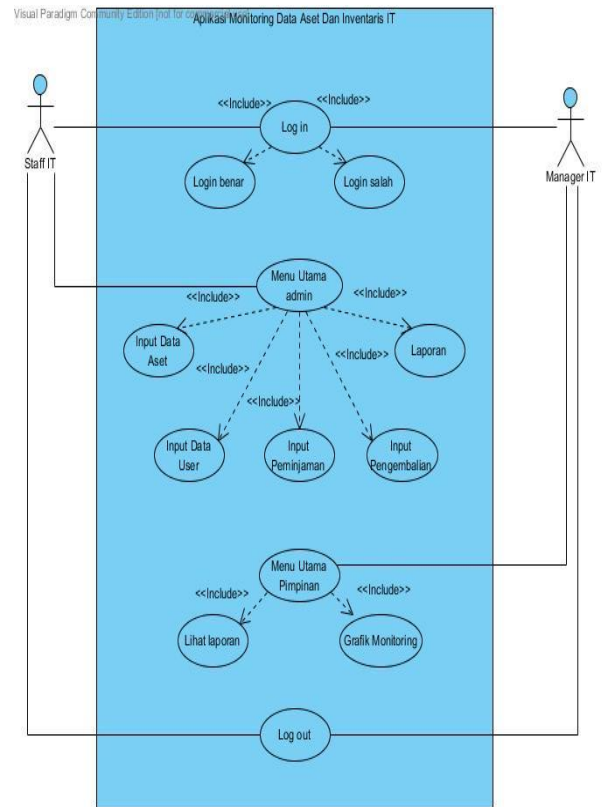 Visual Paradigm Community Edition [not for commercial use]
Aplikasi Monitoring Data Aset Dan Inventaris IT
<<Include>>
<<Include>>
Log in
Staff IT
Manager IT
Login benar
Login salah
Menu Utama
admin
<<Include>>
<<Include>>
Input Data
Aset
<<Include>>
<<Include>>
Laporan
<<Include>>
Input Data
User
Input
Peminjaman
Input
Pengembalian
Menu Utama
Pimpinan
<<Include>>
<<Include>>
Lihat laporan
Grafik Monitoring
Log out